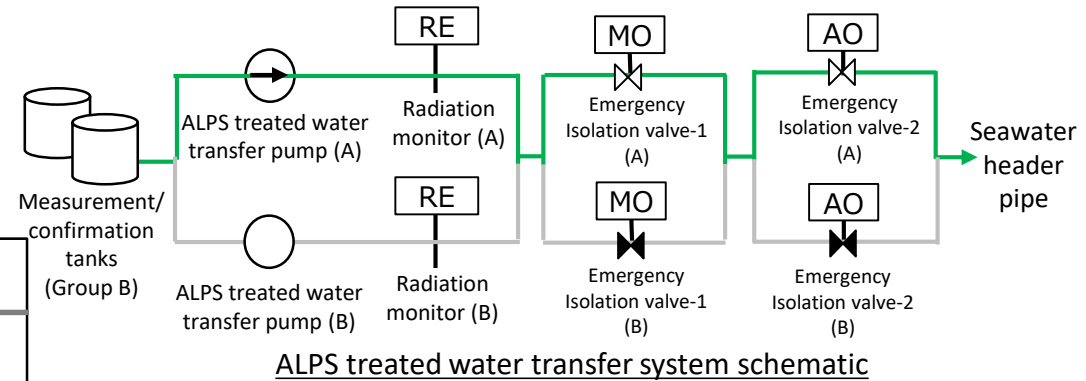 RE
MO
AO
ALPS treated water
transfer pump (A)
Radiation
monitor (A)
Emergency
Isolation valve-1
(A)
Emergency
Isolation valve-2
(A)
Seawater
header
pipe
Measurement/
confirmation
tanks
(Group B)
RE
MO
AO
ALPS treated water
transfer pump (B)
Radiation
monitor (B)
Emergency
Isolation valve-1
(B)
Emergency
Isolation valve-2
(B)
ALPS treated water transfer system schematic